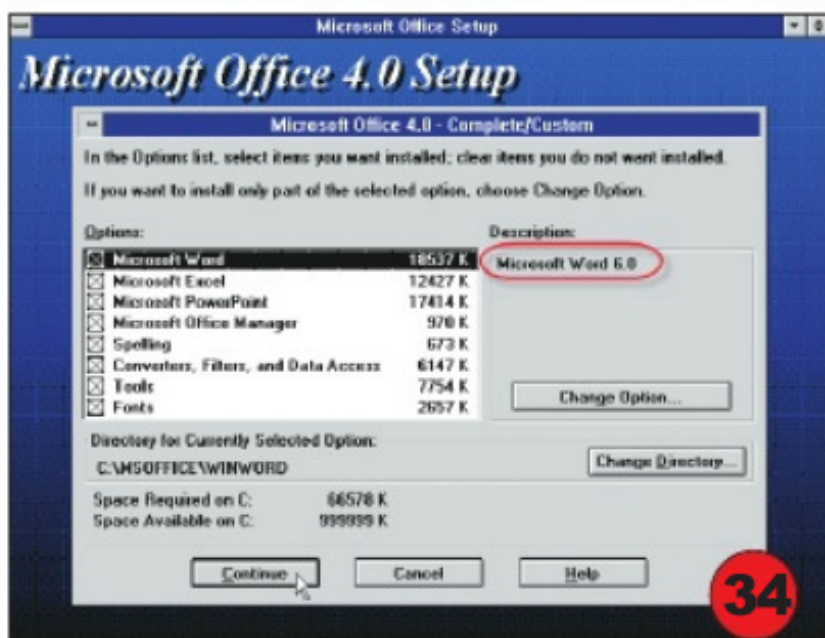 Microsoft Office Setup
Microsoft Office 4.0 Setup
Microsoft Office 4.0 - Complete/Custom
In the Options list, select items you want installed; clear items you do not want installed.
If you want to install only part of the selected option, choose Change Option.
Options:
Description:
Microsoft Word 18537 K
Microsoft Word 6.0
Microsoft Excel 12427 K
Microsoft PowerPoint 17414 K
Microsoft Office Manager 970 K
Spelling 673 K
Converters, Filters, and Data Access 6147 K
Tools 7754 K
Fonts 2657 K
Change Option...
Directory for Currently Selected Option:
C:\MSOFFICE\WINWORD
Change Directory...
Space Required on C: 66578 K
Space Available on C: 999999 K
Continue
Cancel
Help
34